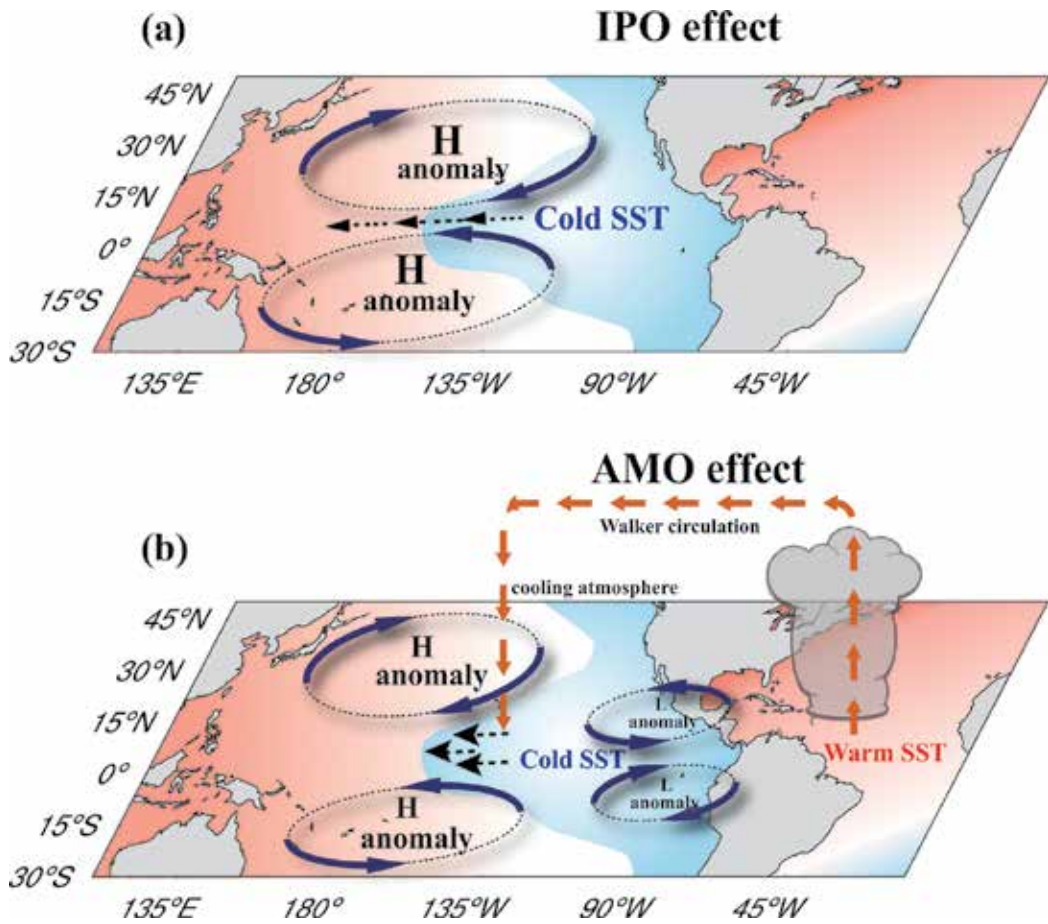 (a)
IPO effect
45°N
30°N
15°N
0°
15°S
30°S
H
anomaly
Cold SST
H
anomaly
135°E
180°
135°W
90°W
45°W
AMO effect
Walker circulation
(b)
cooling atmosphere
45°N
30°N
15°N
0°
15°S
30°S
H
anomaly
L
anomaly
Cold SST
Warm SST
L
anomaly
H
anomaly
135°E
180°
135°W
90°W
45°W